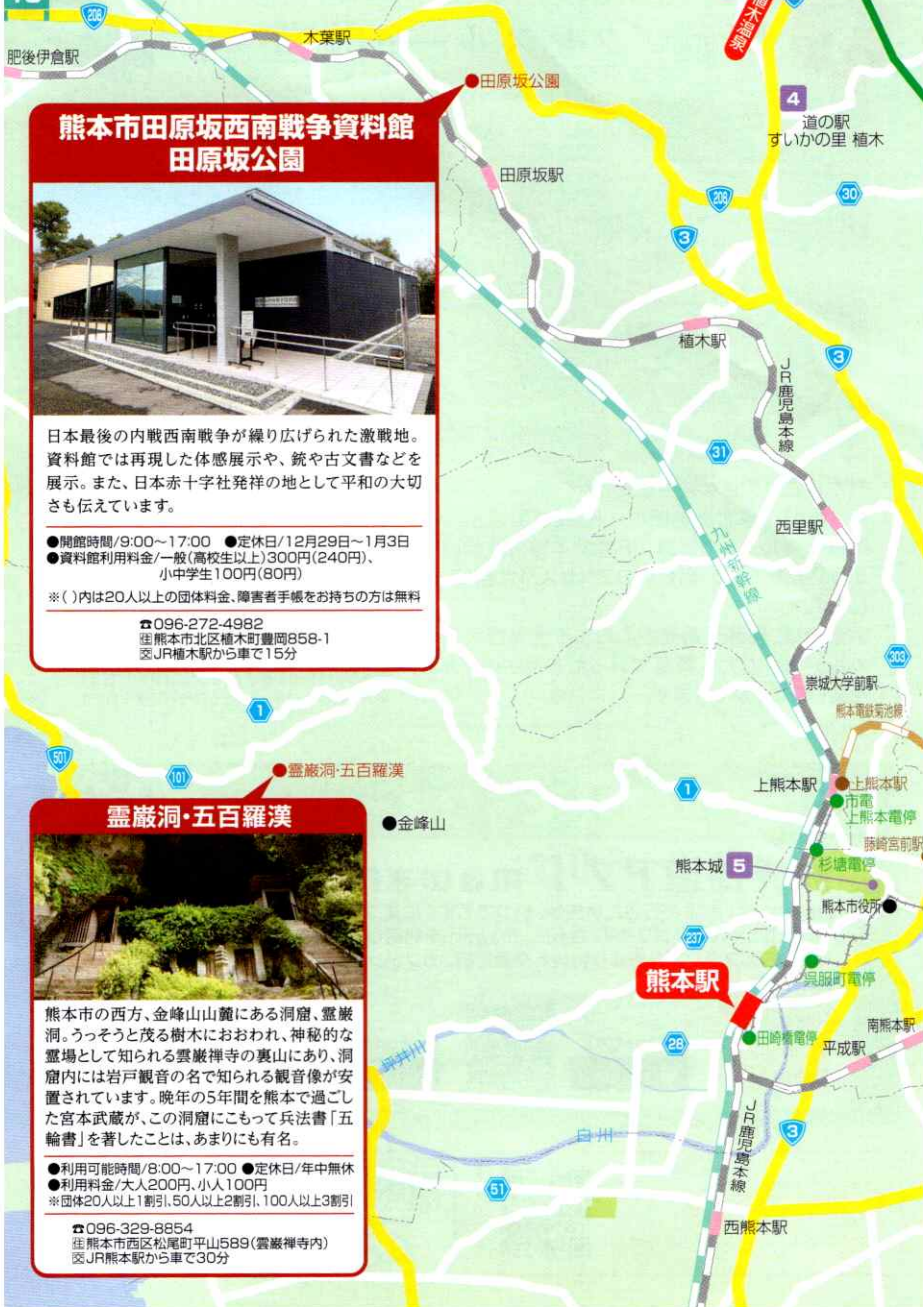 208
肥後伊倉駅
木葉駅
田原坂公園
植木温泉
4
道の駅
すいかの里 植木
熊本市田原坂西南戦争資料館
田原坂公園
田原坂駅
208
30
3
植木駅
3
JR鹿児島本線
日本最後の内戦西南戦争が繰り広げられた激戦地。
資料館では再現した体感展示や、銃や古文書などを
展示。また、日本赤十字社発祥の地として平和の大切
さも伝えています。
●開館時間/9:00〜17:00 ●定休日/12月29日〜1月3日
●資料館利用料金/一般(高校生以上)300円(240円)、
小中学生100円(80円)
※( )内は20人以上の団体料金、障害者手帳をお持ちの方は無料
☎096-272-4982
住熊本市北区植木町豊岡858-1
交JR植木駅から車で15分
31
西里駅
九州新幹線
303
崇城大学前駅
熊本電鉄菊池線
1
501
101
霊巌洞・五百羅漢
1
上熊本駅
上熊本駅
市電
上熊本電停
藤崎宮前駅
杉塘電停
熊本城 5
熊本市役所
金峰山
霊巌洞・五百羅漢
熊本市の西方、金峰山山麓にある洞窟、霊巌
洞。うっそうと茂る樹木におおわれ、神秘的な
霊場として知られる雲巌禅寺の裏山にあり、洞
窟内には岩戸観音の名で知られる観音像が安
置されています。晩年の5年間を熊本で過ごし
た宮本武蔵が、この洞窟にこもって兵法書「五
輪書」を著したことは、あまりにも有名。
●利用可能時間/8:00〜17:00 ●定休日/年中無休
●利用料金/大人200円、小人100円
※団体20人以上1割引、50人以上2割引、100人以上3割引
☎096-329-8854
住熊本市西区松尾町平山589(雲巌禅寺内)
交JR熊本駅から車で30分
237
呉服町電停
熊本駅
28
田崎橋電停
平成駅
南熊本駅
坪井川
白川
JR鹿児島本線
3
51
西熊本駅